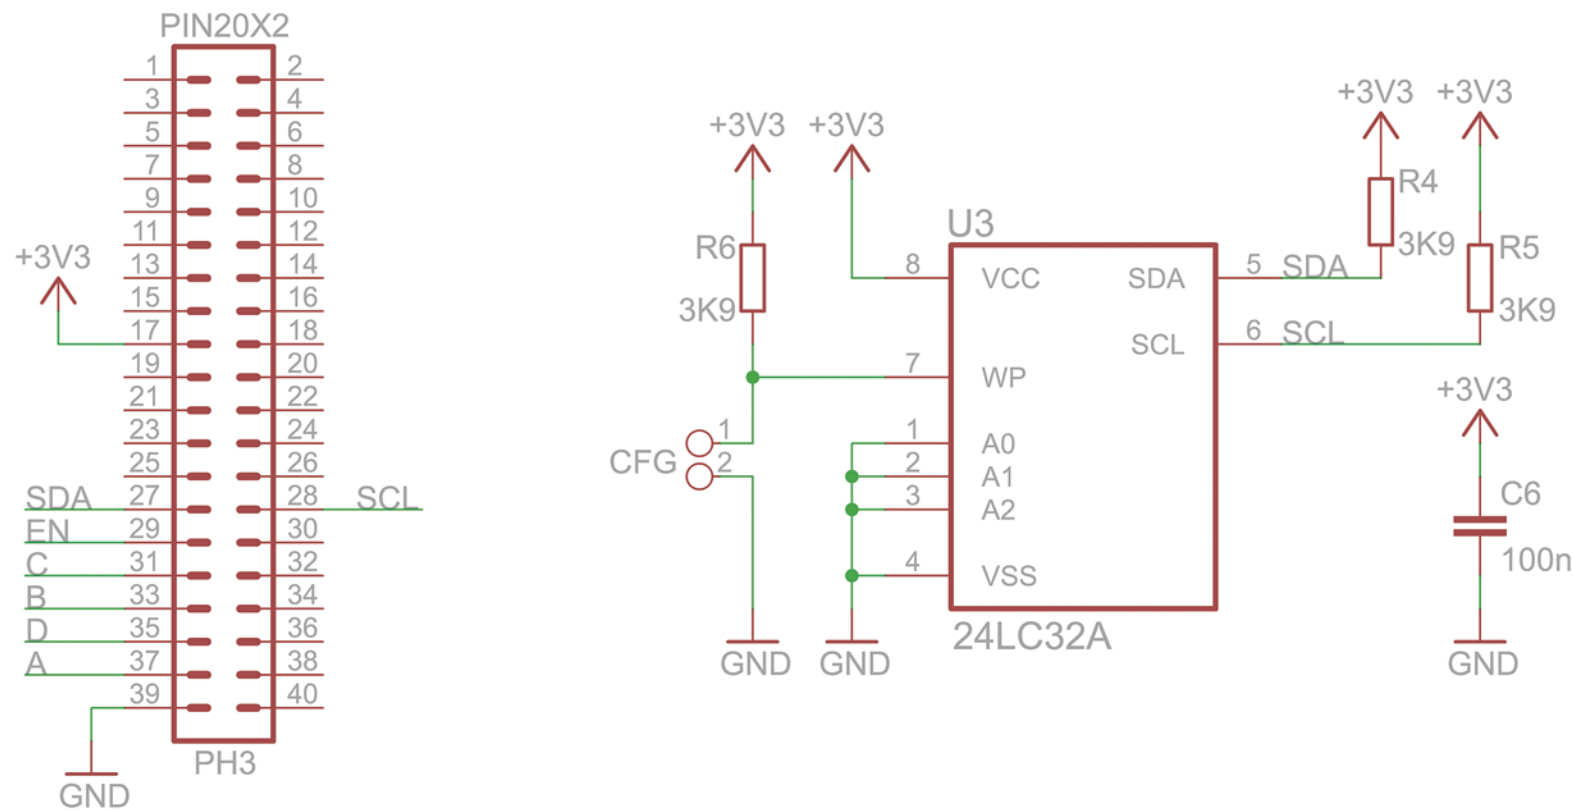 PIN20X2
1 2
3 4
5 6
7 8
9 10
11 12
+3V3
13 14
15 16
17 18
19 20
21 22
23 24
25 26
SDA 27 28 SCL
EN 29 30
C 31 32
B 33 34
D 35 36
A 37 38
39 40
PH3
GND
+3V3 +3V3
R6
3K9
CFG
1
2
GND
GND
U3
8 VCC
7 WP
1 A0
2 A1
3 A2
4 VSS
SDA 5 SDA
SCL 6 SCL
24LC32A
+3V3 +3V3
R4
3K9
R5
3K9
+3V3
C6
100n
GND